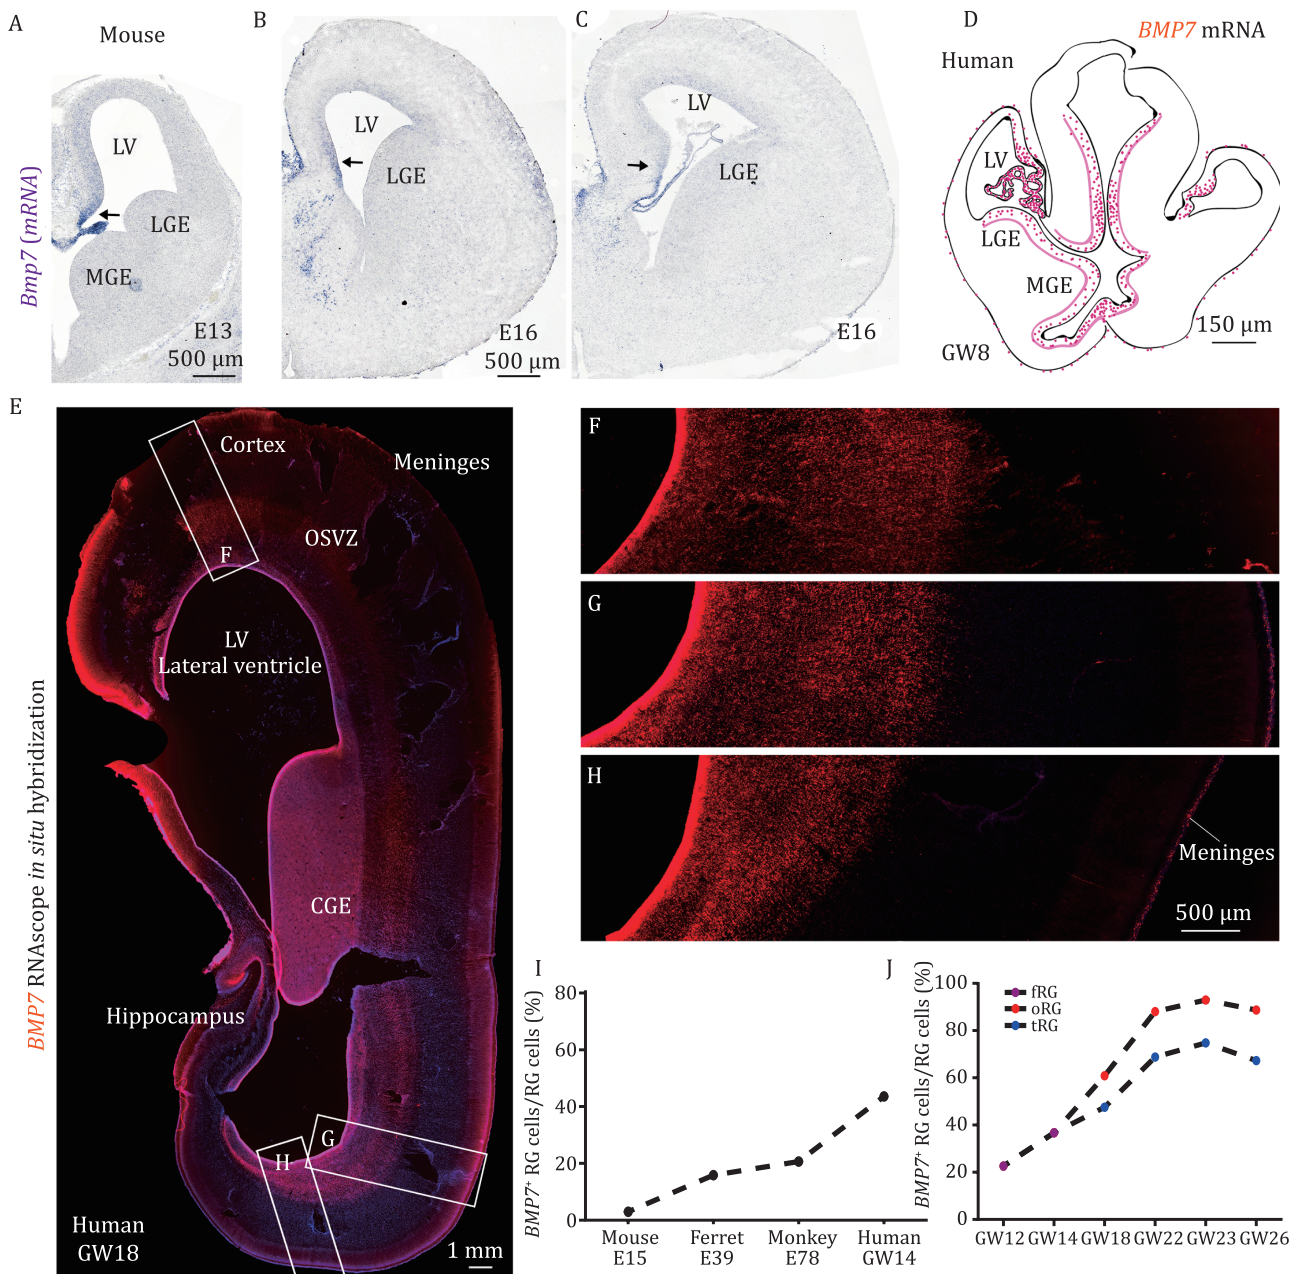 A
Mouse
LV
LGE
MGE
E13
500 μm
Bmp7 (mRNA)
B
LV
LGE
E16
500 μm
C
LV
LGE
E16
D
BMP7 mRNA
Human
LV
LGE
MGE
GW8
150 μm
E
Cortex
Meninges
OSVZ
F
LV
Lateral ventricle
CGE
Hippocampus
G
H
Human
GW18
1 mm
BMP7 RNAscope in situ hybridization
F
G
H
Meninges
500 μm
I
BMP7+ RG cells/RG cells (%)
80
60
40
20
0
Mouse
E15
Ferret
E39
Monkey
E78
Human
GW14
J
BMP7+ RG cells/RG cells (%)
100
80
60
40
20
0
fRG
oRG
tRG
GW12 GW14 GW18 GW22 GW23 GW26